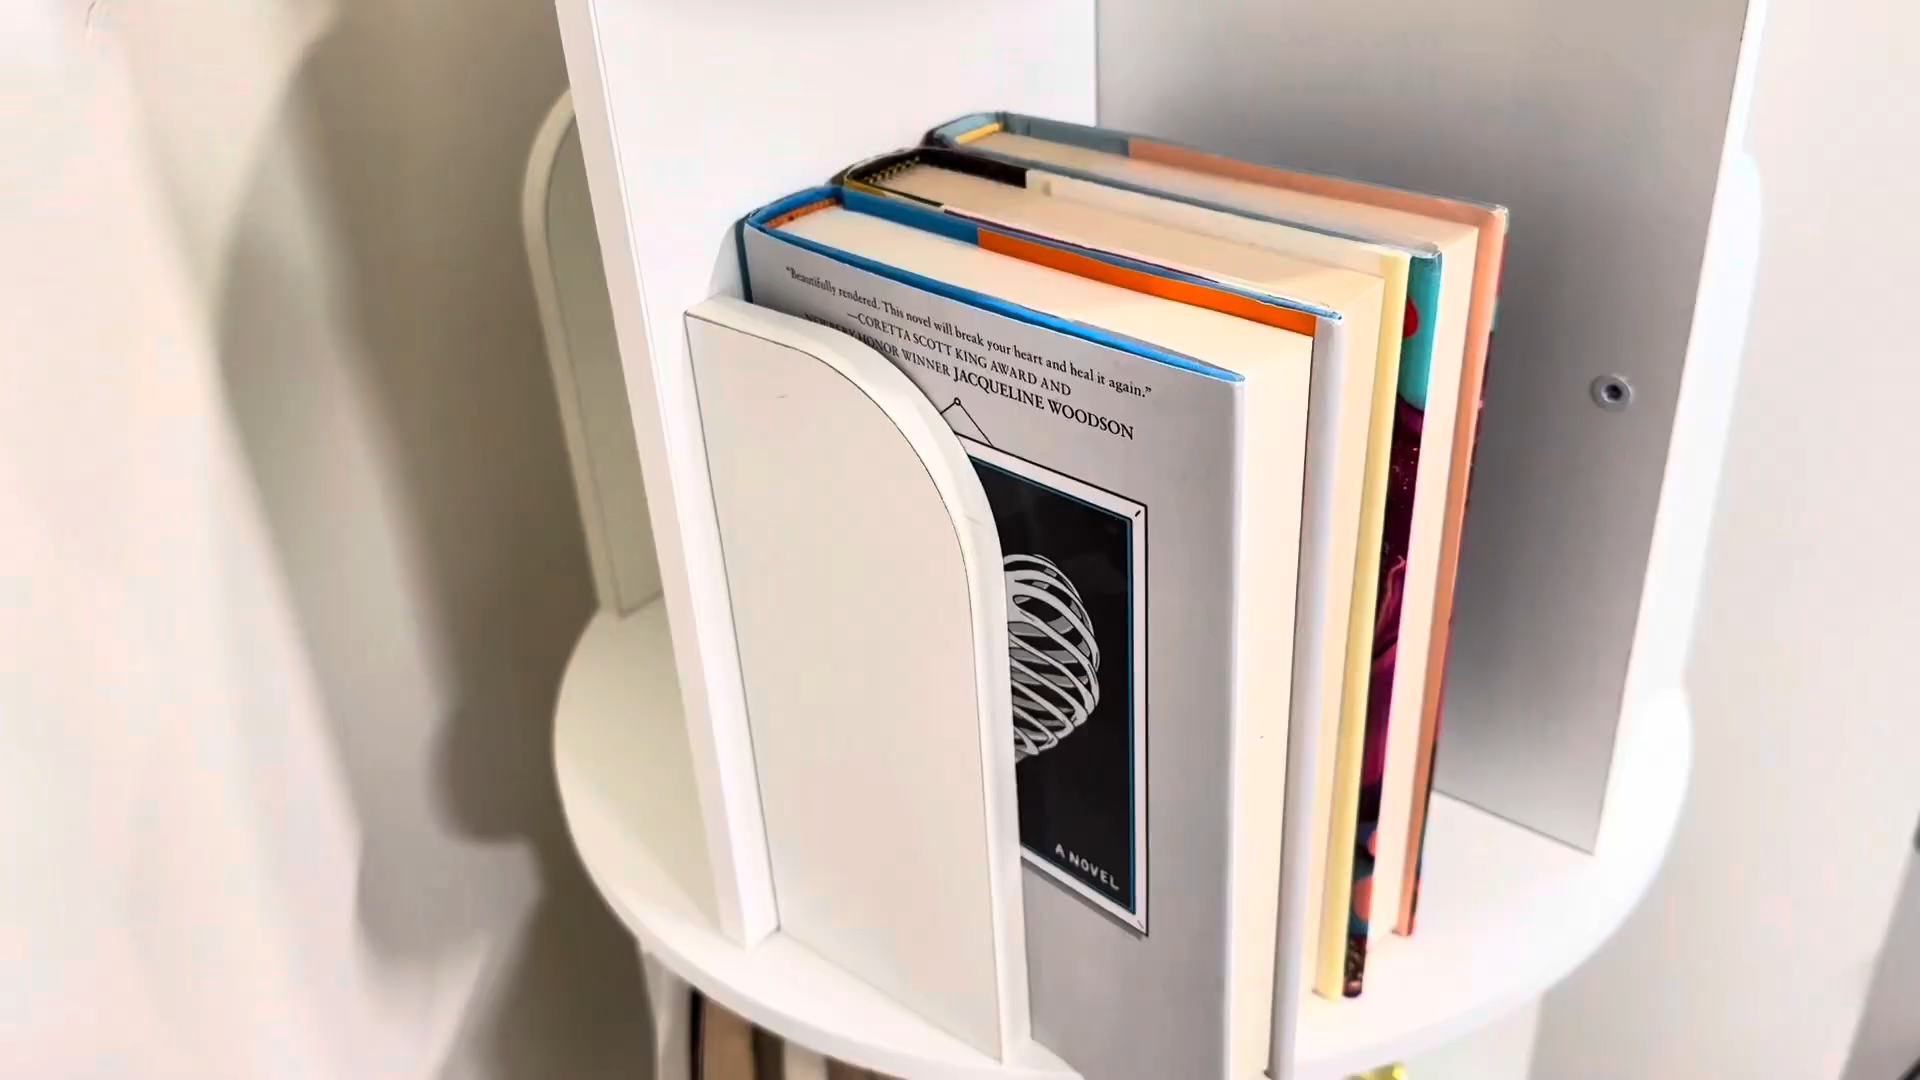 “Beautifully rendered. This novel will break your heart and heal it again.”
—CORETTA SCOTT KING AWARD AND
NEWBERY HONOR WINNER JACQUELINE WOODSON
A NOVEL